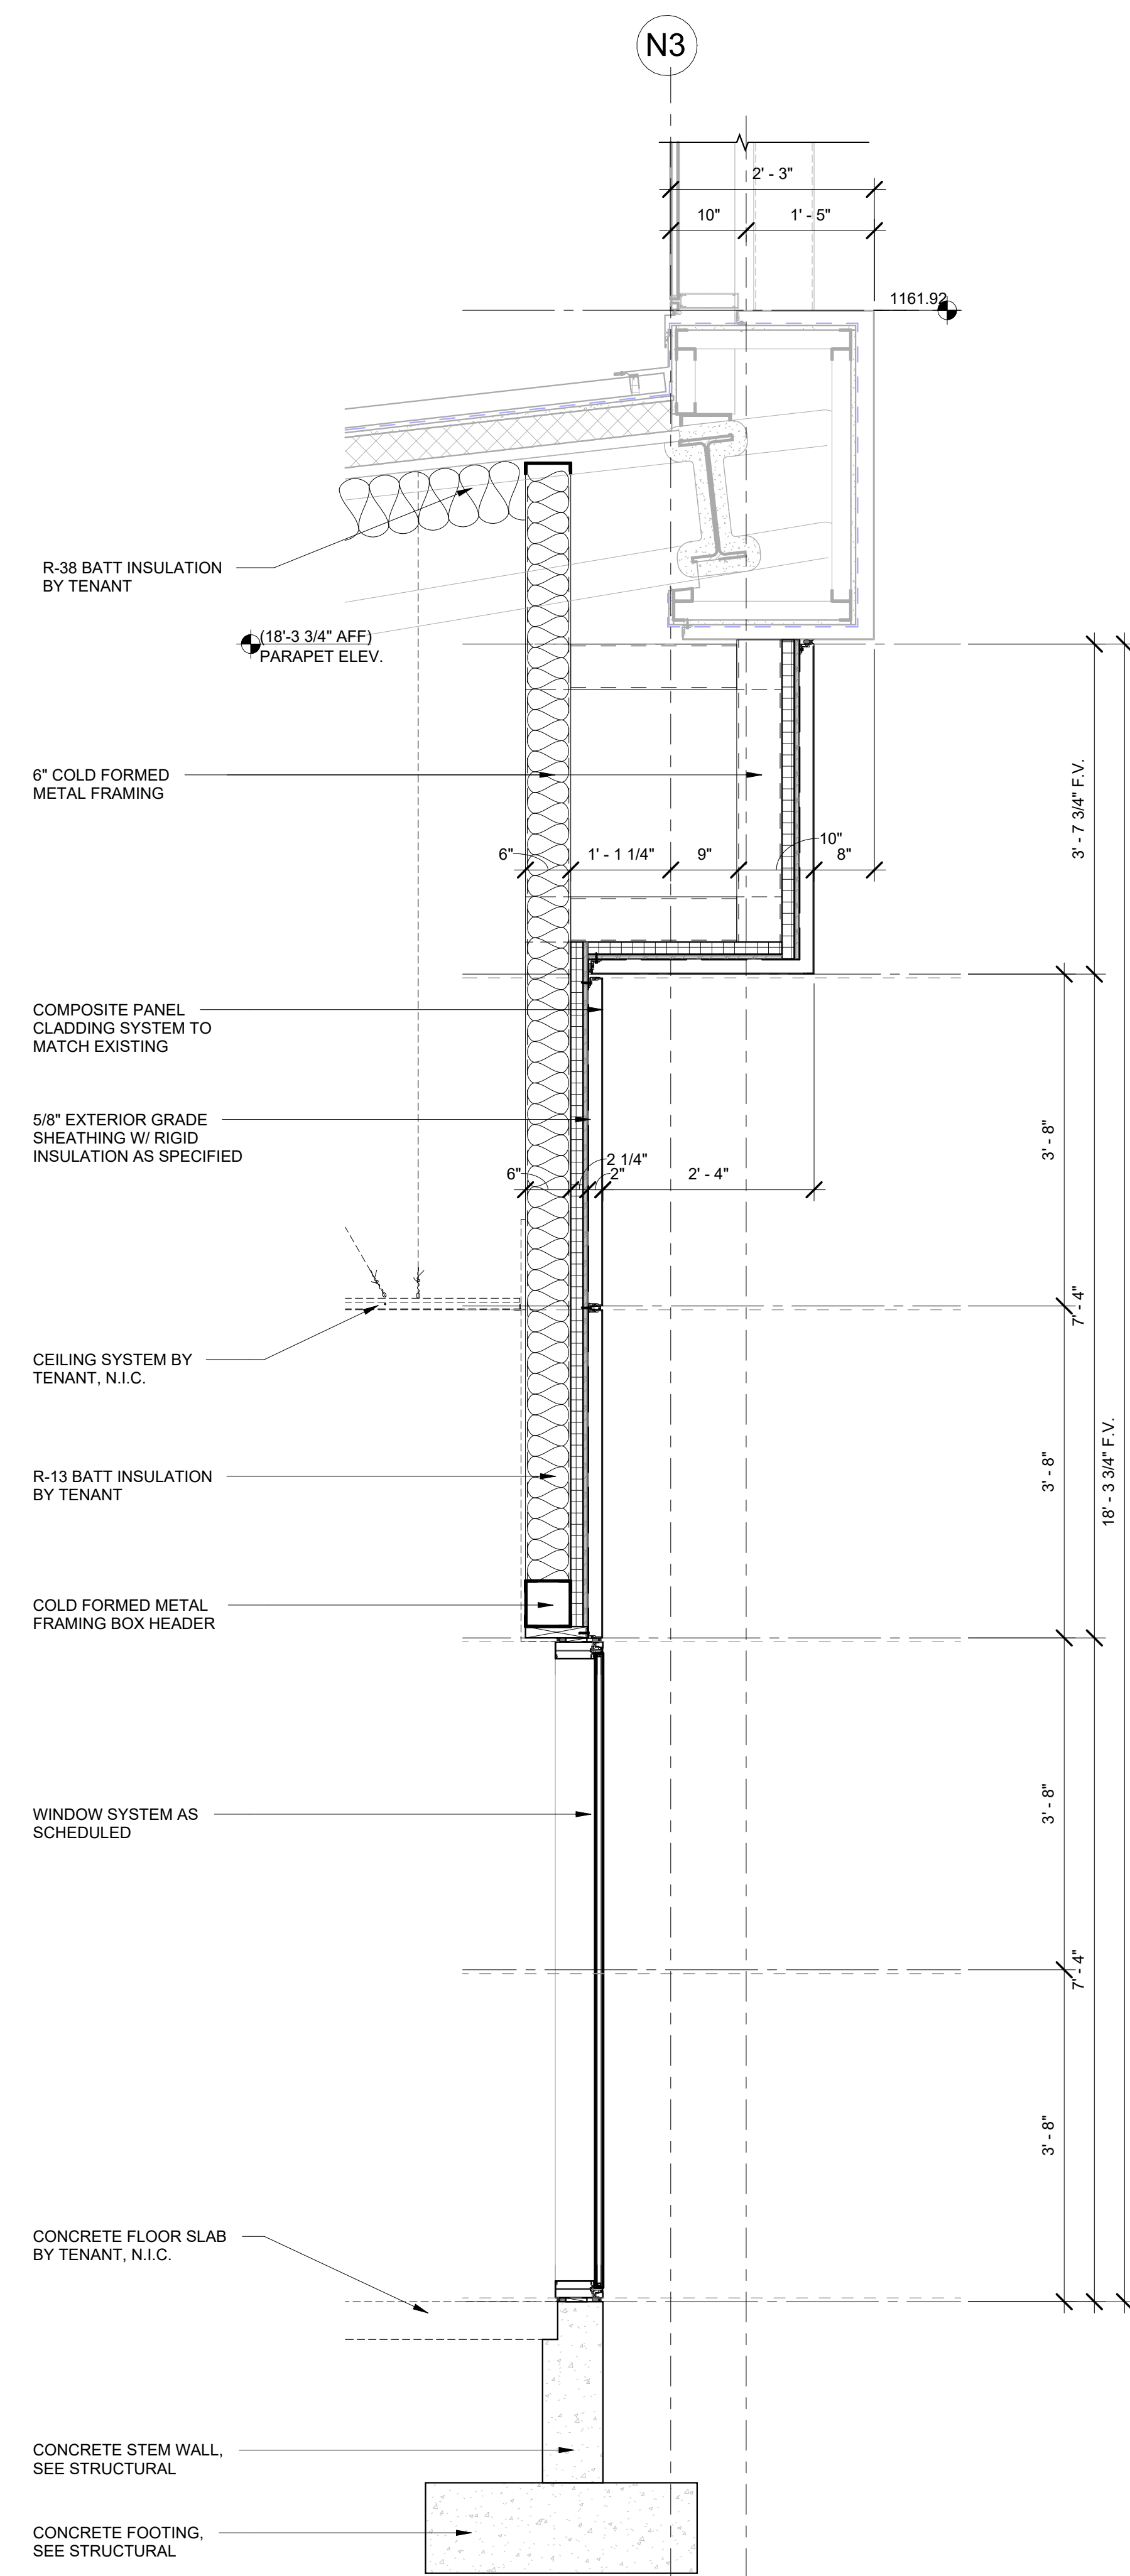 N3
2' - 3"
10"
1' - 5"
1161.92
R-38 BATT INSULATION
BY TENANT
(18'-3 3/4" AFF)
PARAPET ELEV.
6" COLD FORMED
METAL FRAMING
3' - 7 3/4" F.V.
10"
6"
1' - 1 1/4"
9"
8"
COMPOSITE PANEL
CLADDING SYSTEM TO
MATCH EXISTING
5/8" EXTERIOR GRADE
SHEATHING W/ RIGID
INSULATION AS SPECIFIED
3' - 8"
2 1/4"
6"
2"
2' - 4"
7' - 4"
CEILING SYSTEM BY
TENANT, N.I.C.
R-13 BATT INSULATION
BY TENANT
3' - 8"
18' - 3 3/4" F.V.
COLD FORMED METAL
FRAMING BOX HEADER
WINDOW SYSTEM AS
SCHEDULED
3' - 8"
7' - 4"
3' - 8"
CONCRETE FLOOR SLAB
BY TENANT, N.I.C.
CONCRETE STEM WALL,
SEE STRUCTURAL
CONCRETE FOOTING,
SEE STRUCTURAL